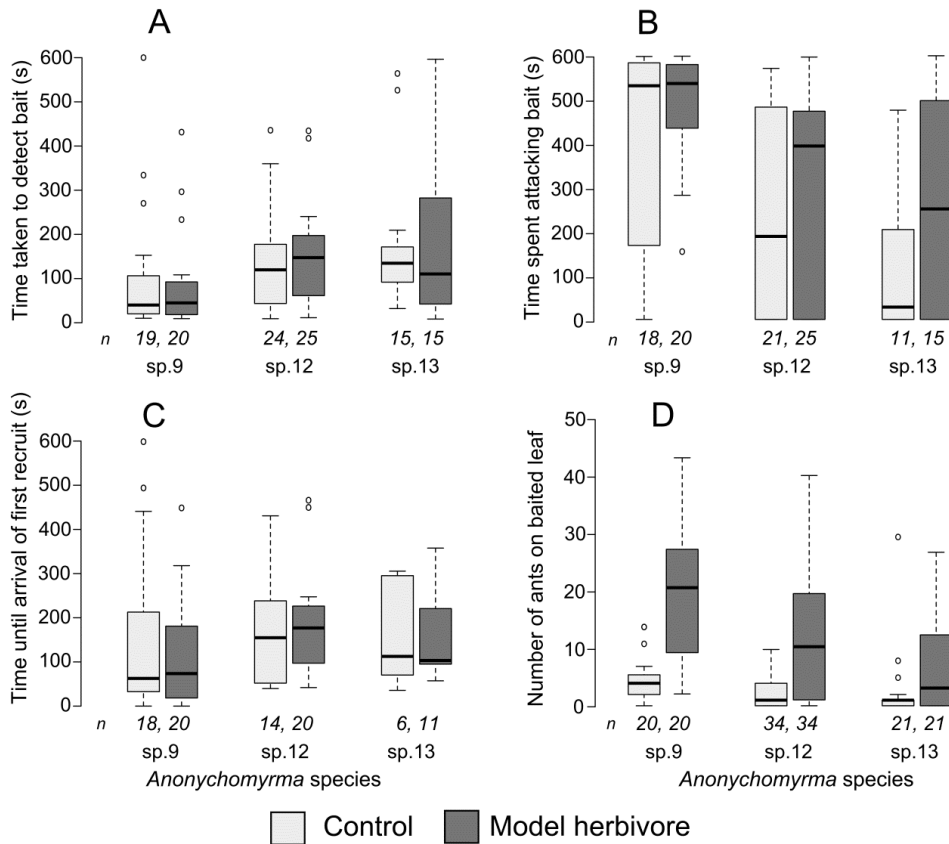 A
Time taken to detect bait (s)
600
500
400
300
200
100
0
n 19, 20 24, 25 15, 15
sp.9 sp.12 sp.13
B
Time spent attacking bait (s)
600
500
400
300
200
100
0
n 18, 20 21, 25 11, 15
sp.9 sp.12 sp.13
C
Time until arrival of first recruit (s)
600
500
400
300
200
100
0
n 18, 20 14, 20 6, 11
sp.9 sp.12 sp.13
Anonychomyrma species
D
Number of ants on baited leaf
50
40
30
20
10
0
n 20, 20 34, 34 21, 21
sp.9 sp.12 sp.13
Anonychomyrma species
Control Model herbivore